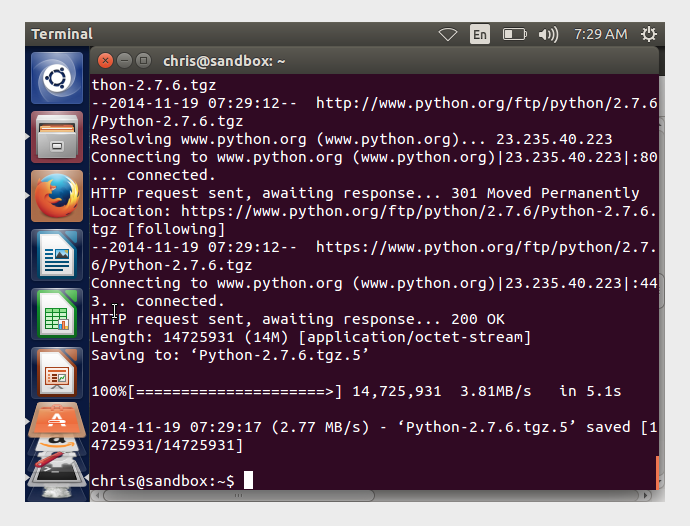 Terminal
En
7:29 AM
chris@sandbox: ~
thon-2.7.6.tgz
--2014-11-19 07:29:12--  http://www.python.org/ftp/python/2.7.6
/Python-2.7.6.tgz
Resolving www.python.org (www.python.org)... 23.235.40.223
Connecting to www.python.org (www.python.org)|23.235.40.223|:80
... connected.
HTTP request sent, awaiting response... 301 Moved Permanently
Location: https://www.python.org/ftp/python/2.7.6/Python-2.7.6.
tgz [following]
--2014-11-19 07:29:12--  https://www.python.org/ftp/python/2.7.
6/Python-2.7.6.tgz
Connecting to www.python.org (www.python.org)|23.235.40.223|:44
3... connected.
HTTP request sent, awaiting response... 200 OK
Length: 14725931 (14M) [application/octet-stream]
Saving to: ‘Python-2.7.6.tgz.5’
100%[=====================>] 14,725,931  3.81MB/s   in 5.1s
2014-11-19 07:29:17 (2.77 MB/s) - ‘Python-2.7.6.tgz.5’ saved [1
4725931/14725931]
chris@sandbox:~$